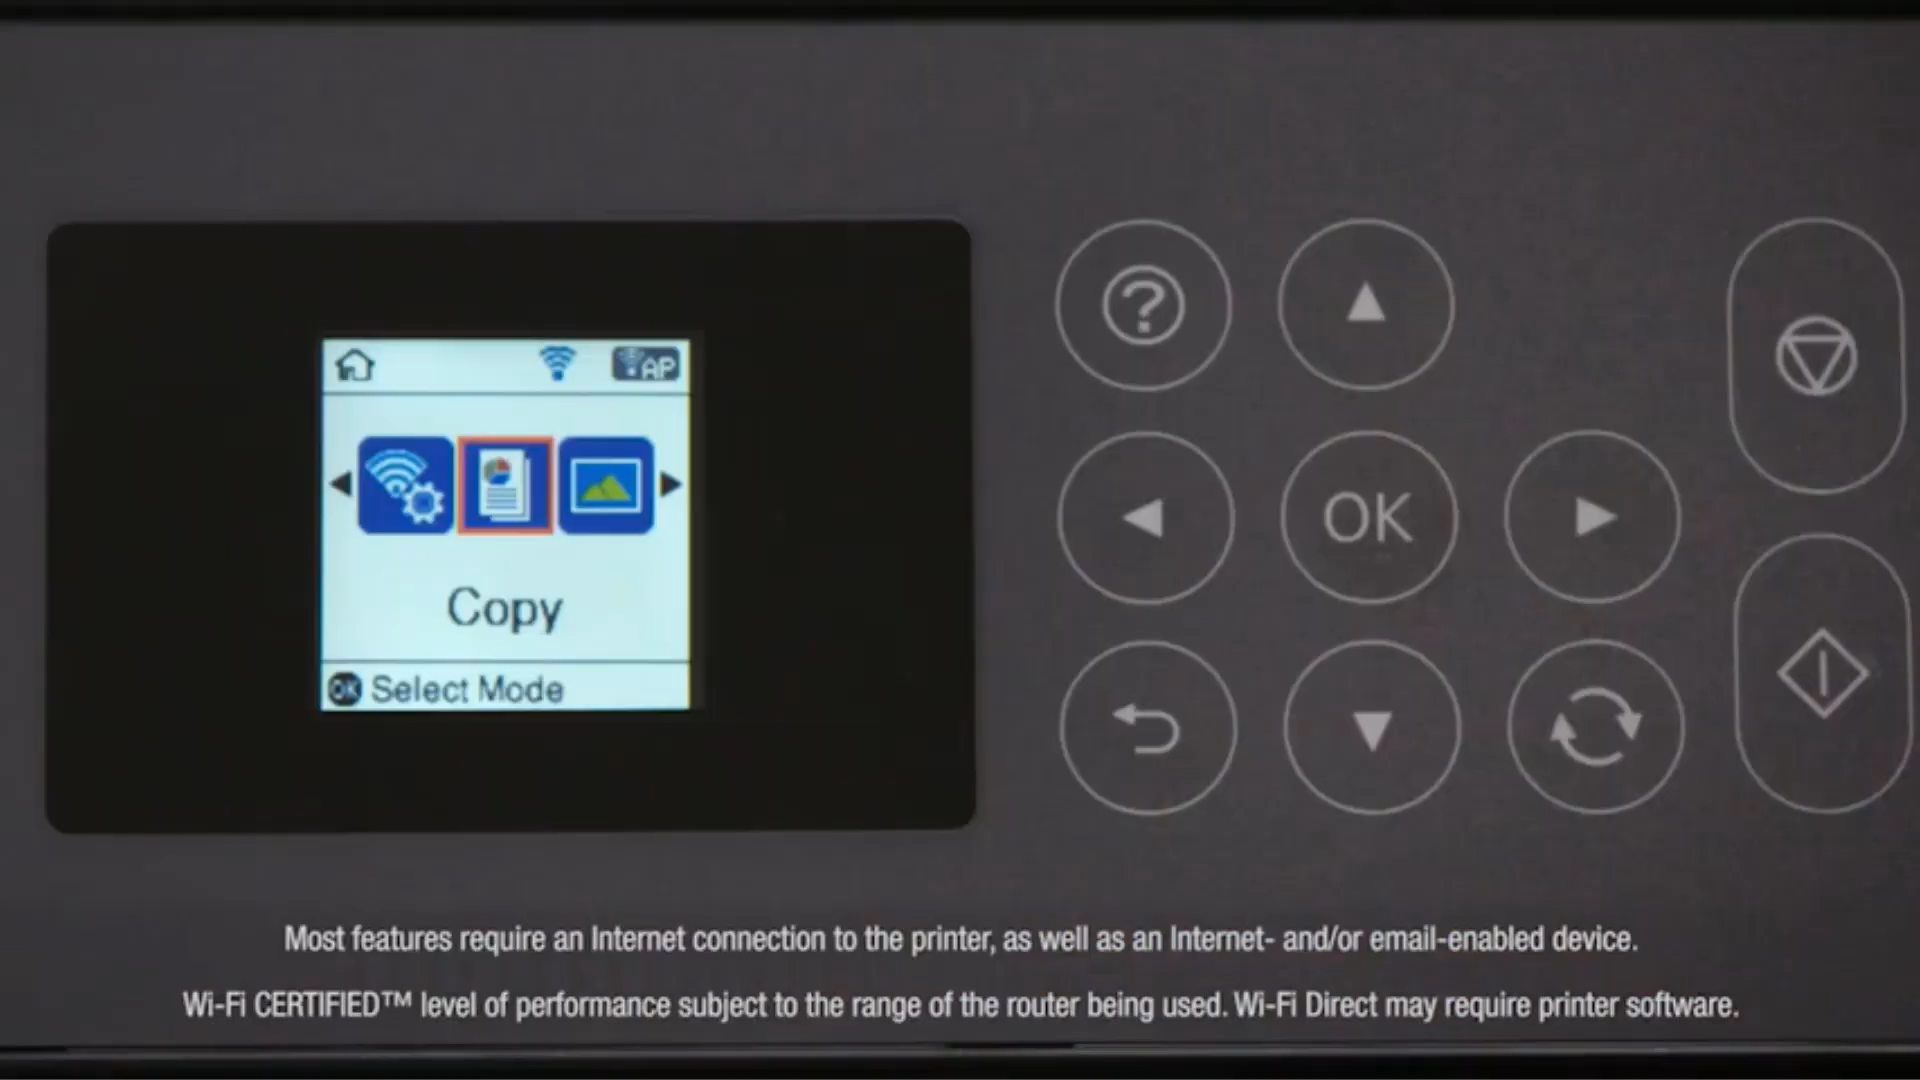 AP
Copy
OK Select Mode
?
OK
Most features require an Internet connection to the printer, as well as an Internet- and/or email-enabled device.
Wi-Fi CERTIFIED™ level of performance subject to the range of the router being used. Wi-Fi Direct may require printer software.